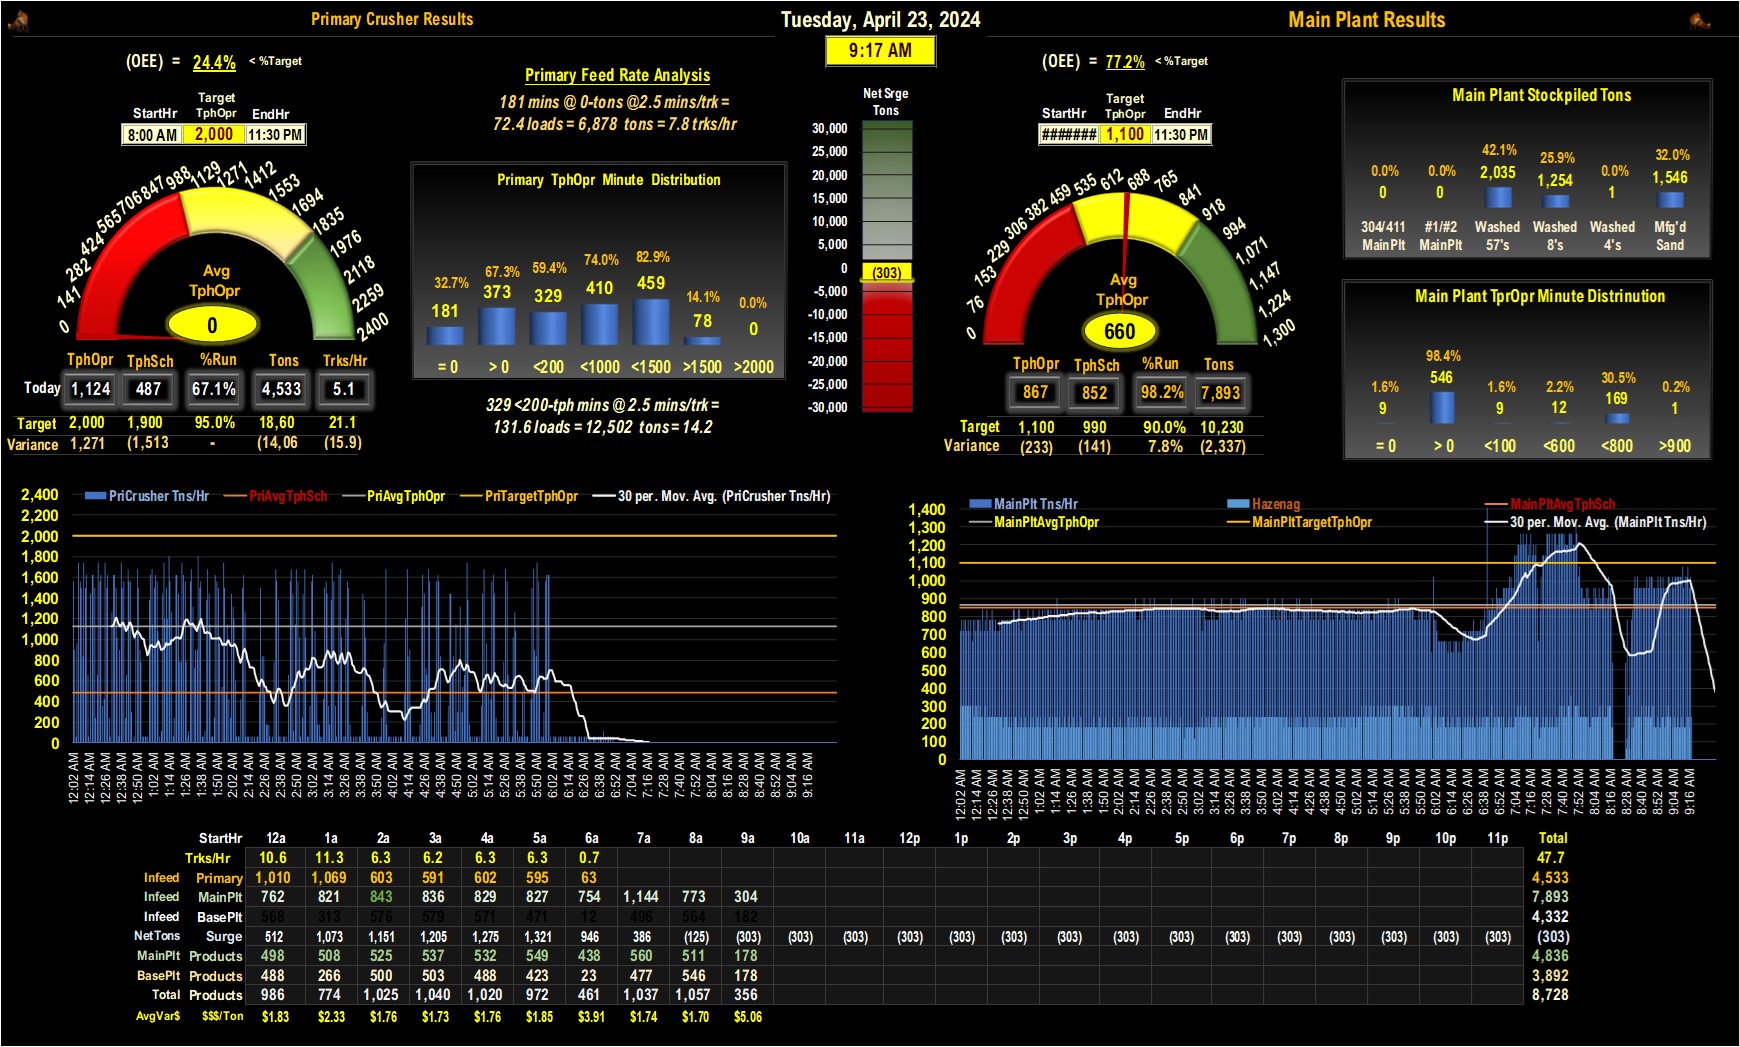 Primary Crusher Results
Tuesday, April 23, 2024
Main Plant Results
9:17 AM
(OEE) = 24.4% < %Target
StartHr Target TphOpr EndHr
8:00 AM 2,000 11:30 PM
0 141 282 424 565 706 847 988 1129 1271 1412 1553 1694 1835 1976 2118 2259 2400
Avg
TphOpr
0
TphOpr TphSch %Run Tons Trks/Hr
Today 1,124 487 67.1% 4,533 5.1
Target 2,000 1,900 95.0% 18,60 21.1
Variance 1,271 (1,513 - (14,06 (15.9)
Primary Feed Rate Analysis
181 mins @ 0-tons @2.5 mins/trk =
72.4 loads = 6,878 tons = 7.8 trks/hr
Primary TphOpr Minute Distribution
32.7% 67.3% 59.4% 74.0% 82.9% 14.1% 0.0%
181 373 329 410 459 78 0
= 0 > 0 <200 <1000 <1500 >1500 >2000
329 <200-tph mins @ 2.5 mins/trk =
131.6 loads = 12,502 tons = 14.2
Net Srge
Tons
30,000
25,000
20,000
15,000
10,000
5,000
0
(303)
-5,000
-10,000
-15,000
-20,000
-25,000
-30,000
(OEE) = 77.2% < %Target
StartHr Target TphOpr EndHr
####### 1,100 11:30 PM
0 76 153 229 306 382 459 535 612 688 765 841 918 994 1,071 1,147 1,224 1,300
Avg
TphOpr
660
TphOpr TphSch %Run Tons
867 852 98.2% 7,893
Target 1,100 990 90.0% 10,230
Variance (233) (141) 7.8% (2,337)
Main Plant Stockpiled Tons
0.0% 0.0% 42.1% 25.9% 0.0% 32.0%
0 0 2,035 1,254 1 1,546
304/411 #1/#2 Washed Washed Washed Mfg'd
MainPlt MainPlt 57's 8's 4's Sand
Main Plant TprOpr Minute Distrinution
1.6% 98.4% 1.6% 2.2% 30.5% 0.2%
9 546 9 12 169 1
= 0 > 0 <100 <600 <800 >900
PriCrusher Tns/Hr PriAvgTphSch PriAvgTphOpr PriTargetTphOpr 30 per. Mov. Avg. (PriCrusher Tns/Hr)
2,400
2,200
2,000
1,800
1,600
1,400
1,200
1,000
800
600
400
200
0
12:02 AM 12:14 AM 12:26 AM 12:38 AM 12:50 AM 1:02 AM 1:14 AM 1:26 AM 1:38 AM 1:50 AM 2:02 AM 2:14 AM 2:26 AM 2:38 AM 2:50 AM 3:02 AM 3:14 AM 3:26 AM 3:38 AM 3:50 AM 4:02 AM 4:14 AM 4:26 AM 4:38 AM 4:50 AM 5:02 AM 5:14 AM 5:26 AM 5:38 AM 5:50 AM 6:02 AM 6:14 AM 6:26 AM 6:38 AM 6:52 AM 7:04 AM 7:16 AM 7:28 AM 7:40 AM 7:52 AM 8:04 AM 8:16 AM 8:28 AM 8:40 AM 8:52 AM 9:04 AM 9:16 AM
MainPlt Tns/Hr Hazenag MainPltAvgTphSch
MainPltAvgTphOpr MainPltTargetTphOpr 30 per. Mov. Avg. (MainPlt Tns/Hr)
1,400
1,300
1,200
1,100
1,000
900
800
700
600
500
400
300
200
100
0
12:02 AM 12:14 AM 12:26 AM 12:38 AM 12:50 AM 1:02 AM 1:14 AM 1:26 AM 1:38 AM 1:50 AM 2:02 AM 2:14 AM 2:26 AM 2:38 AM 2:50 AM 3:02 AM 3:14 AM 3:26 AM 3:38 AM 3:50 AM 4:02 AM 4:14 AM 4:26 AM 4:38 AM 4:50 AM 5:02 AM 5:14 AM 5:26 AM 5:38 AM 5:50 AM 6:02 AM 6:14 AM 6:26 AM 6:38 AM 6:52 AM 7:04 AM 7:16 AM 7:28 AM 7:40 AM 7:52 AM 8:04 AM 8:16 AM 8:28 AM 8:40 AM 8:52 AM 9:04 AM 9:16 AM
StartHr 12a 1a 2a 3a 4a 5a 6a 7a 8a 9a 10a 11a 12p 1p 2p 3p 4p 5p 6p 7p 8p 9p 10p 11p Total
Trks/Hr 10.6 11.3 6.3 6.2 6.3 6.3 0.7 47.7
Infeed Primary 1,010 1,069 603 591 602 595 63 4,533
Infeed MainPlt 762 821 843 836 829 827 754 1,144 773 304 7,893
Infeed BasePlt 568 313 576 579 571 471 12 496 564 182 4,332
NetTons Surge 512 1,073 1,151 1,205 1,275 1,321 946 386 (125) (303) (303) (303) (303) (303) (303) (303) (303) (303) (303) (303) (303) (303) (303) (303) (303)
MainPlt Products 498 508 525 537 532 549 438 560 511 178 4,836
BasePlt Products 488 266 500 503 488 423 23 477 546 178 3,892
Total Products 986 774 1,025 1,040 1,020 972 461 1,037 1,057 356 8,728
AvgVar$ $$$/Ton $1.83 $2.33 $1.76 $1.73 $1.76 $1.85 $3.91 $1.74 $1.70 $5.06